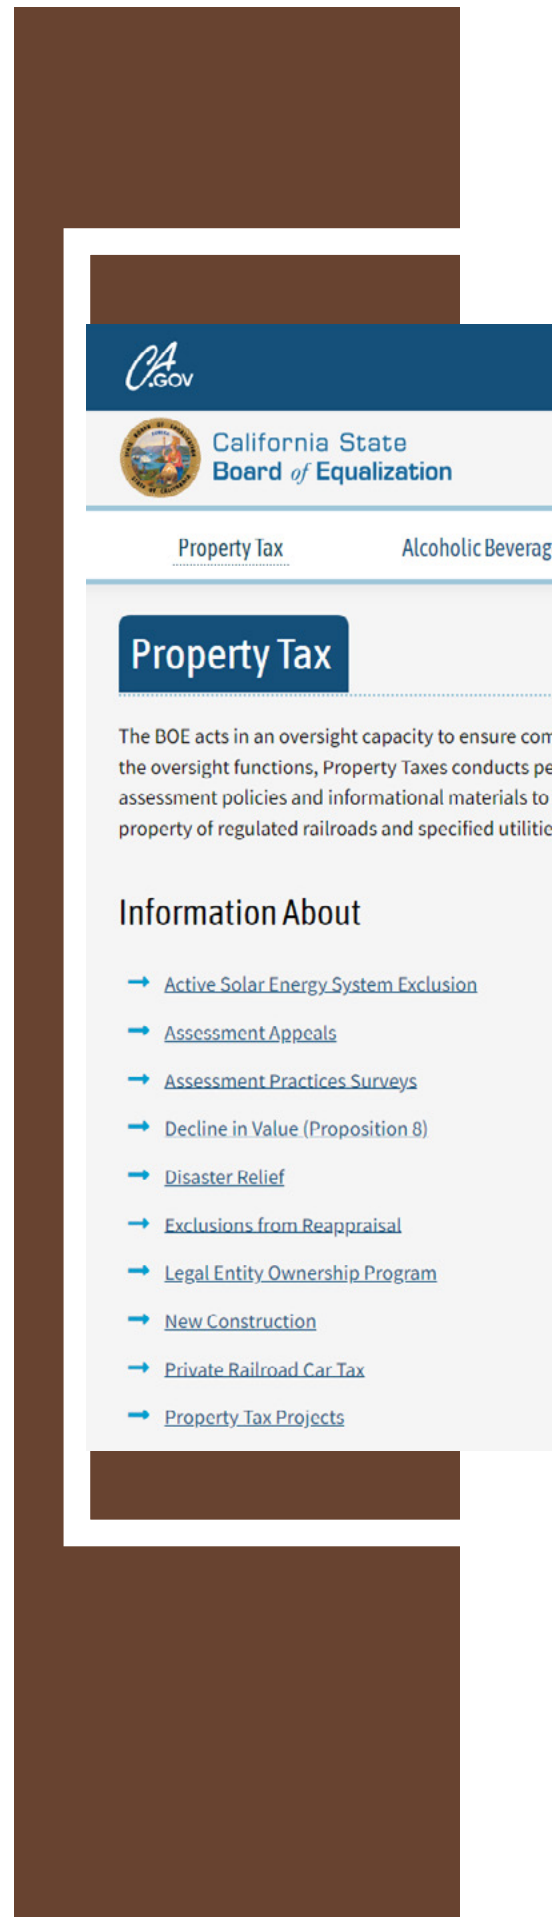 CA
.GOV
California State
Board of Equalization
Property Tax
Alcoholic Beverag
Property Tax
The BOE acts in an oversight capacity to ensure com
the oversight functions, Property Taxes conducts pe
assessment policies and informational materials to
property of regulated railroads and specified utilitie
Information About
Active Solar Energy System Exclusion
Assessment Appeals
Assessment Practices Surveys
Decline in Value (Proposition 8)
Disaster Relief
Exclusions from Reappraisal
Legal Entity Ownership Program
New Construction
Private Railroad Car Tax
Property Tax Projects